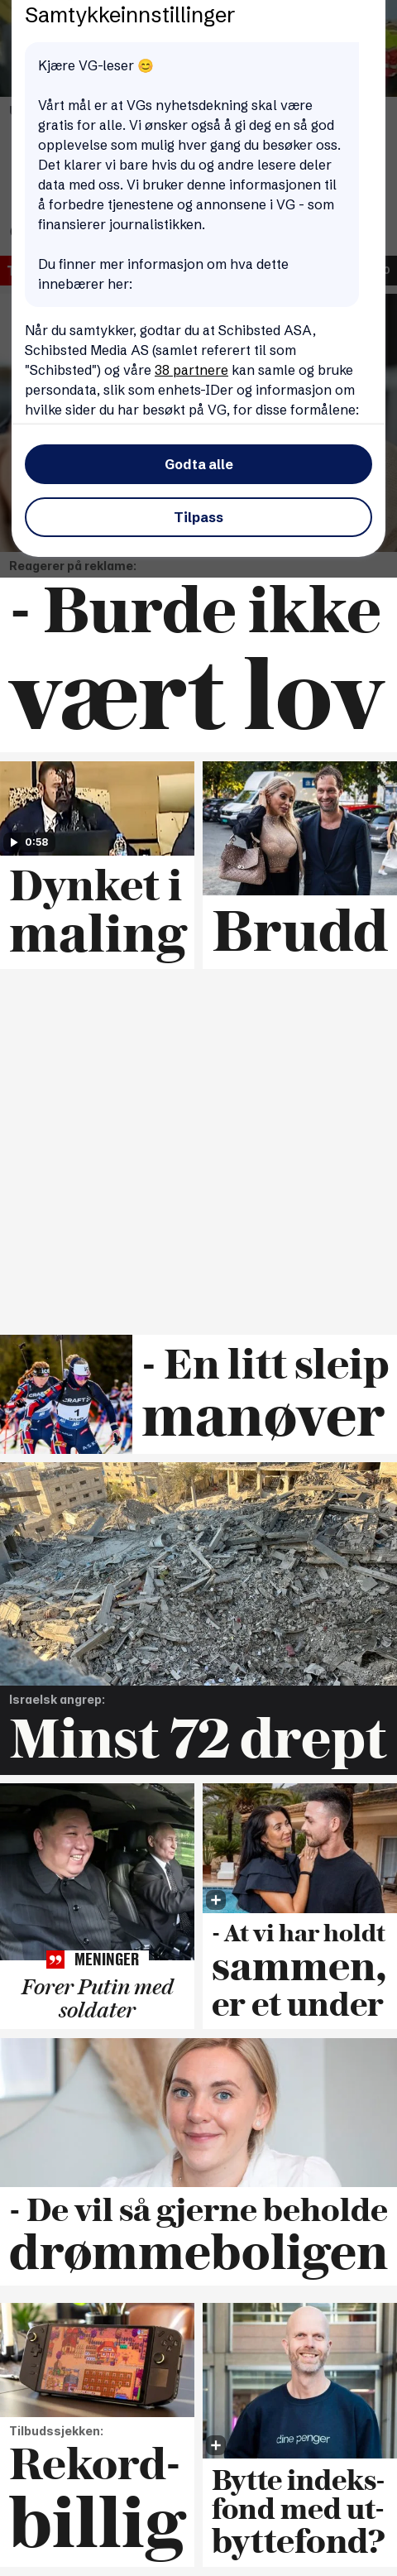 Samtykkeinnstillinger
Kjære VG-leser 😊
Vårt mål er at VGs nyhetsdekning skal være
gratis for alle. Vi ønsker også å gi deg en så god
opplevelse som mulig hver gang du besøker oss.
Det klarer vi bare hvis du og andre lesere deler
data med oss. Vi bruker denne informasjonen til
å forbedre tjenestene og annonsene i VG - som
finansierer journalistikken.
Du finner mer informasjon om hva dette
innebærer her:
Når du samtykker, godtar du at Schibsted ASA,
Schibsted Media AS (samlet referert til som
"Schibsted") og våre 38 partnere kan samle og bruke
persondata, slik som enhets-IDer og informasjon om
hvilke sider du har besøkt på VG, for disse formålene:
Godta alle
Tilpass
Reagerer på reklame:
- Burde ikke
vært lov
0:58
Dynket i
maling
Brudd
- En litt sleip
manøver
Israelsk angrep:
Minst 72 drept
MENINGER
Forer Putin med
soldater
- At vi har holdt
sammen,
er et under
- De vil så gjerne beholde
drømmeboligen
Tilbudssjekken:
Rekord-
billig
dine penger
Bytte indeks-
fond med ut-
byttefond?